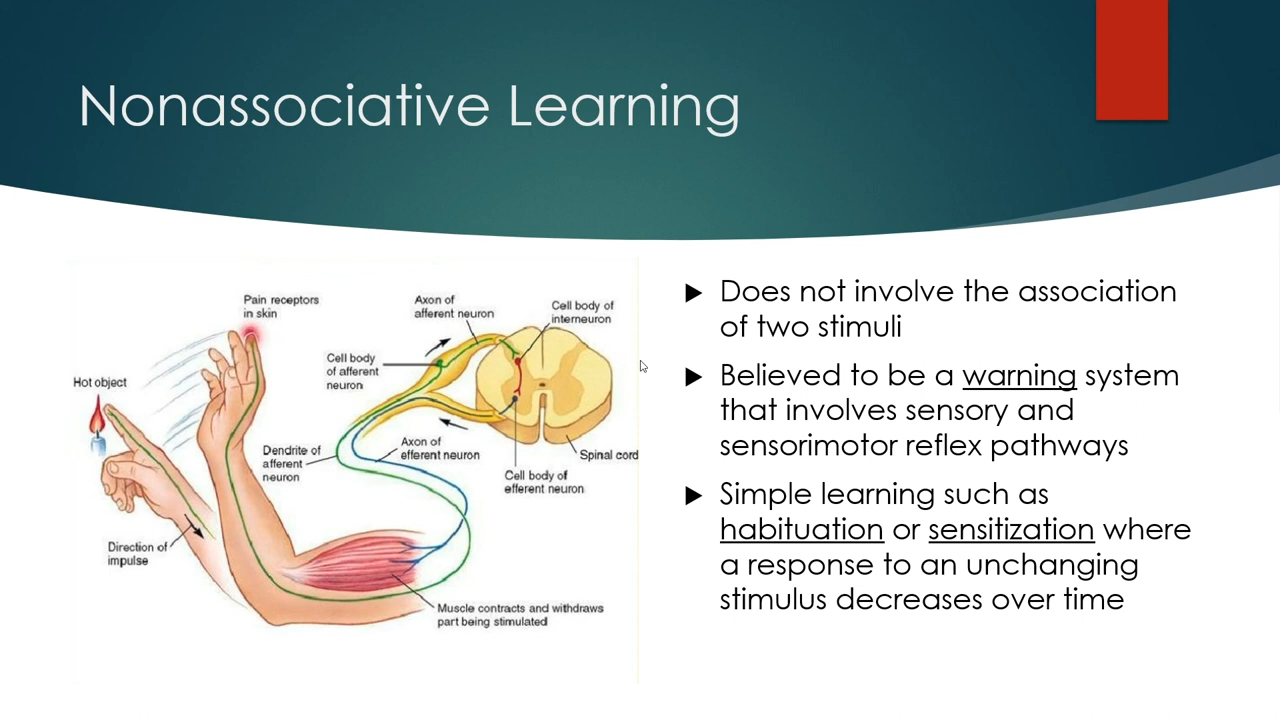 Nonassociative Learning
Pain receptors
in skin
Axon of
afferent neuron
Cell body of
interneuron
Cell body
of afferent
neuron
Hot object
Dendrite of
afferent
neuron
Axon of
efferent neuron
Spinal cord
Cell body of
efferent neuron
Direction of
impulse
Muscle contracts and withdraws
part being stimulated
Does not involve the association
of two stimuli
Believed to be a warning system
that involves sensory and
sensorimotor reflex pathways
Simple learning such as
habituation or sensitization where
a response to an unchanging
stimulus decreases over time